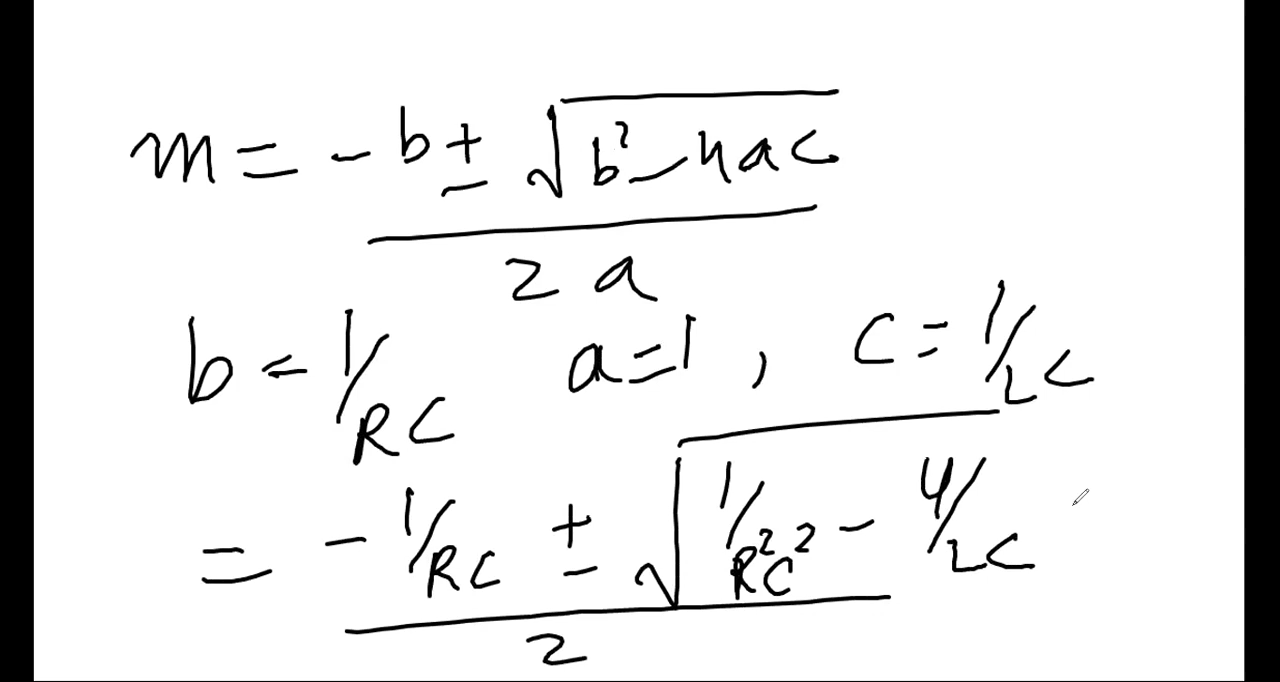 m = -b ± √(b² - 4ac)
2a
b = 1/RC a = 1 , c = 1/LC
= -1/RC ± √(1/R²C² - 4/LC)
2